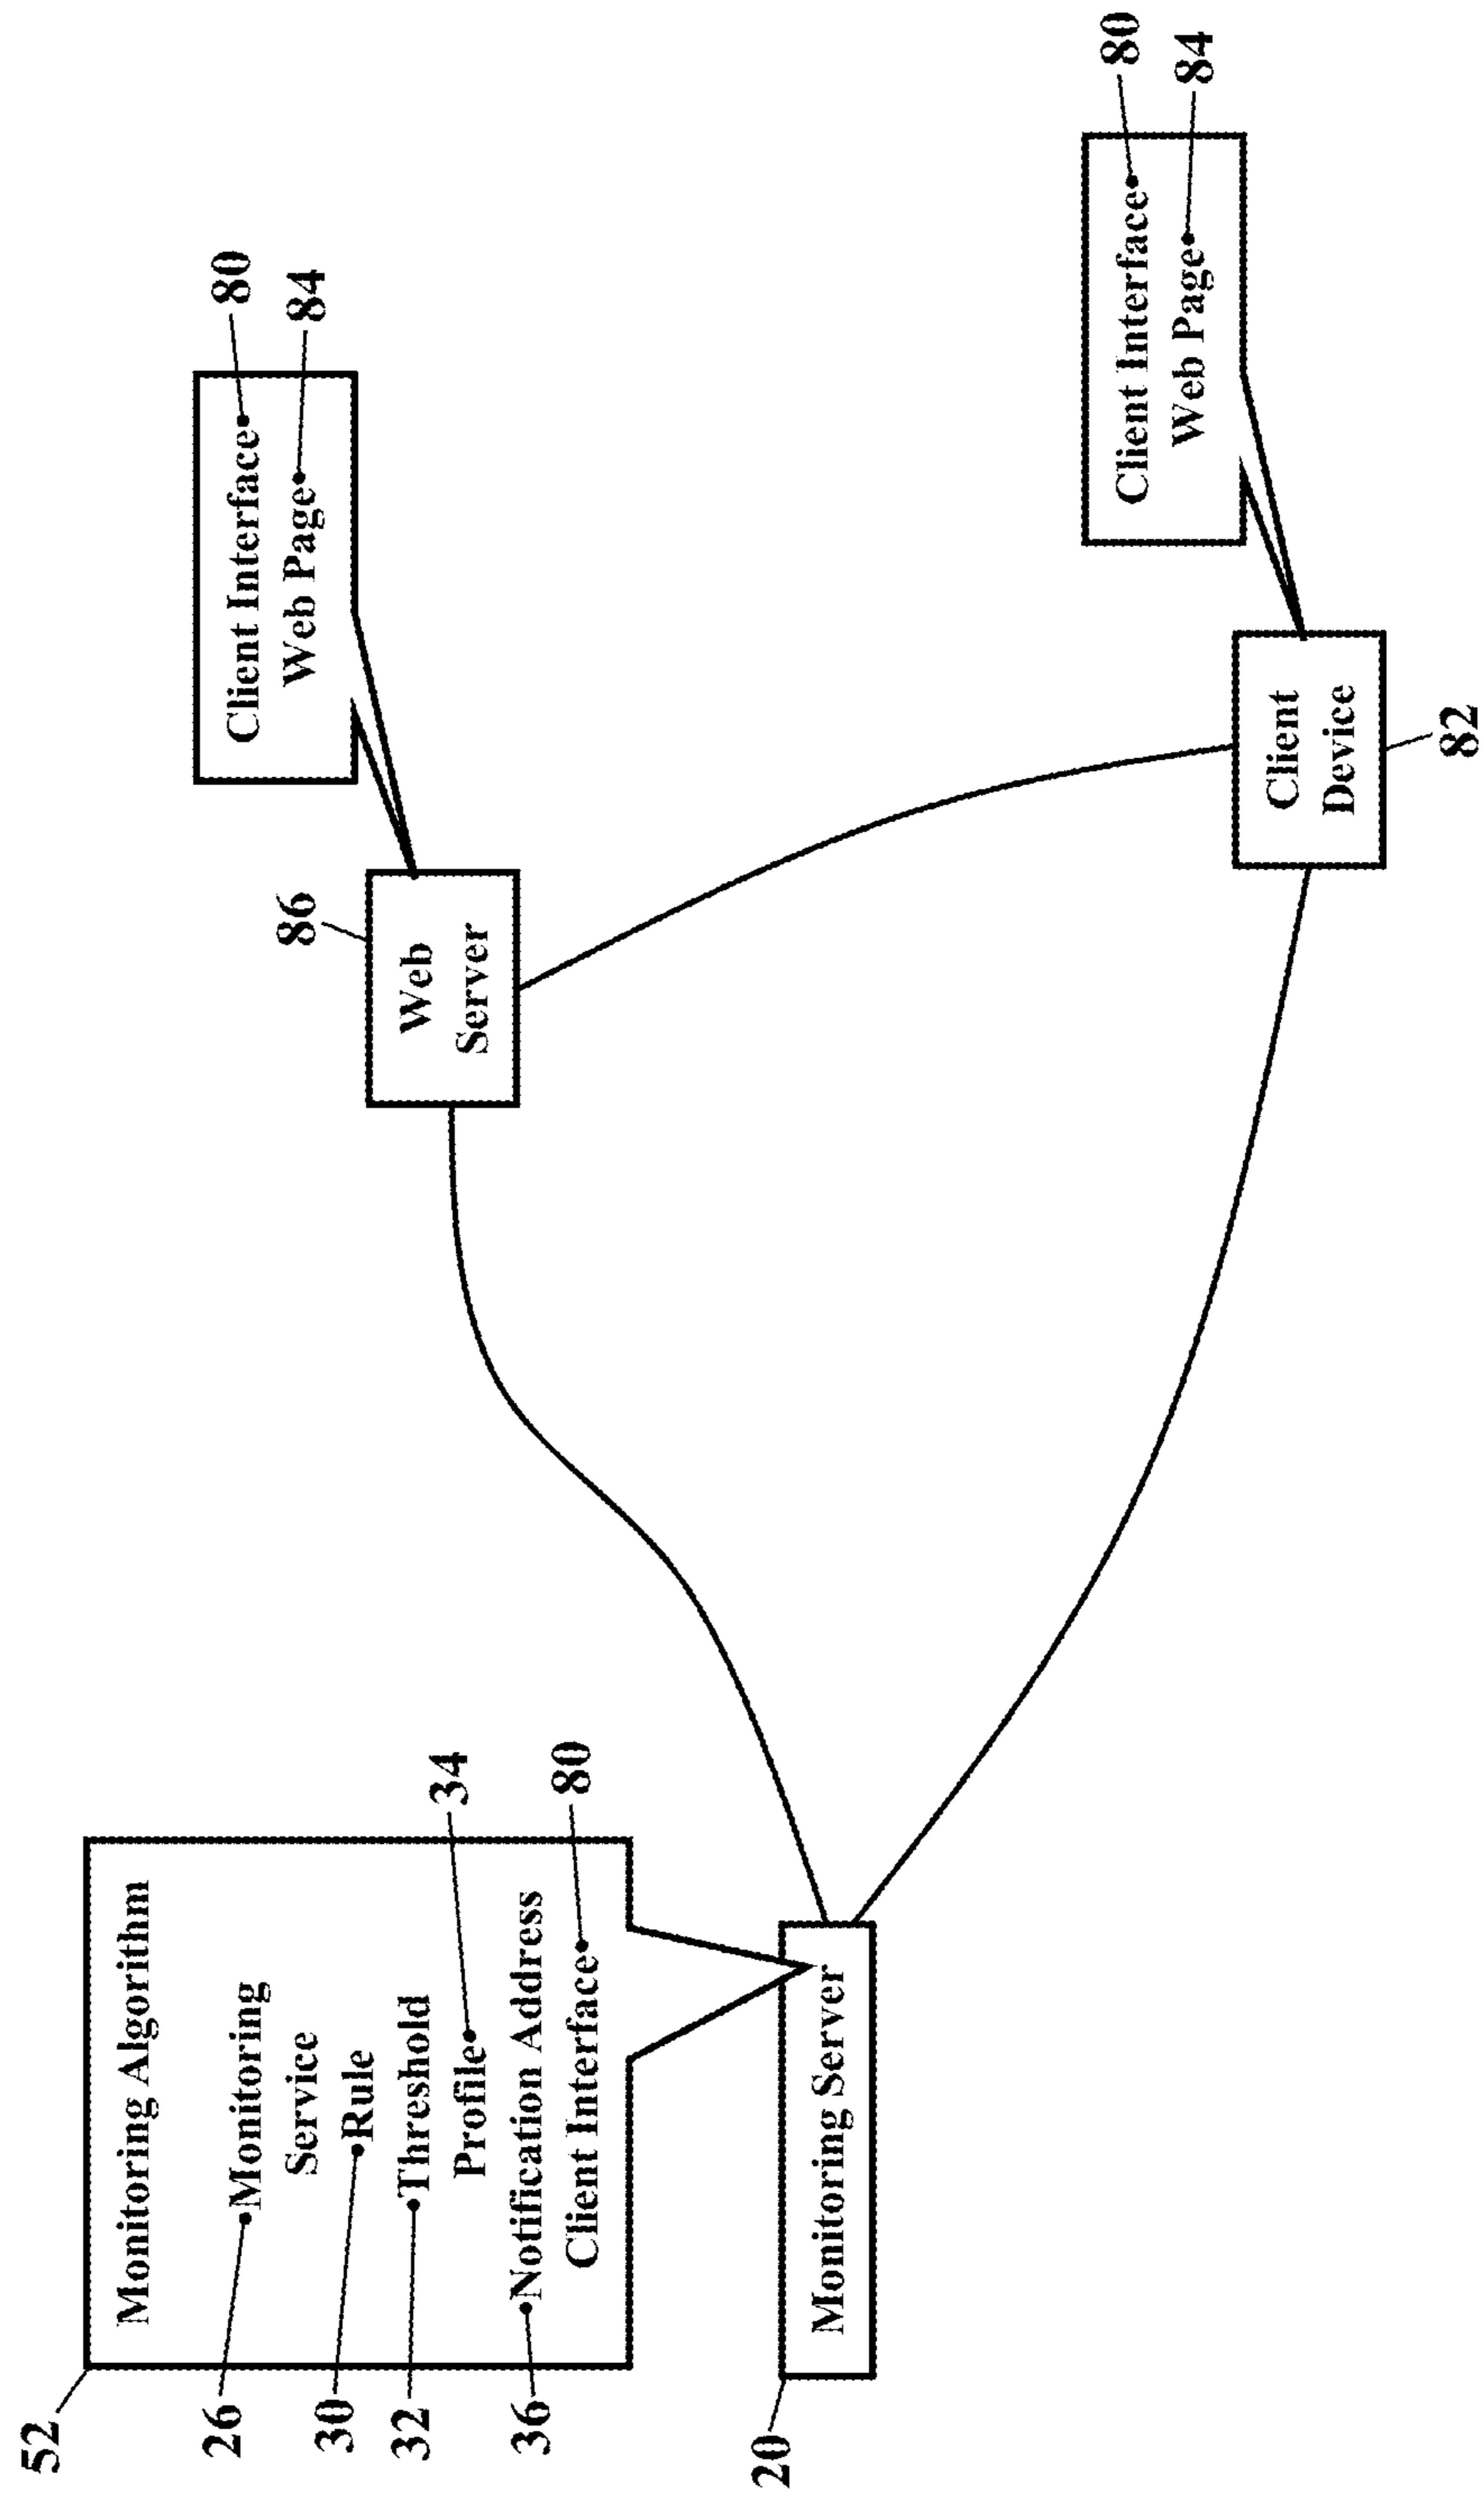 52
Monitoring Algorithm
26
Monitoring
Service
30
Rule
32
Threshold
Profile
34
36
Notification Address
Client Interface
80
20
Monitoring Server
Client Interface
80
Web Page
84
86
Web
Server
Client Interface
80
Web Page
84
Client
Device
82